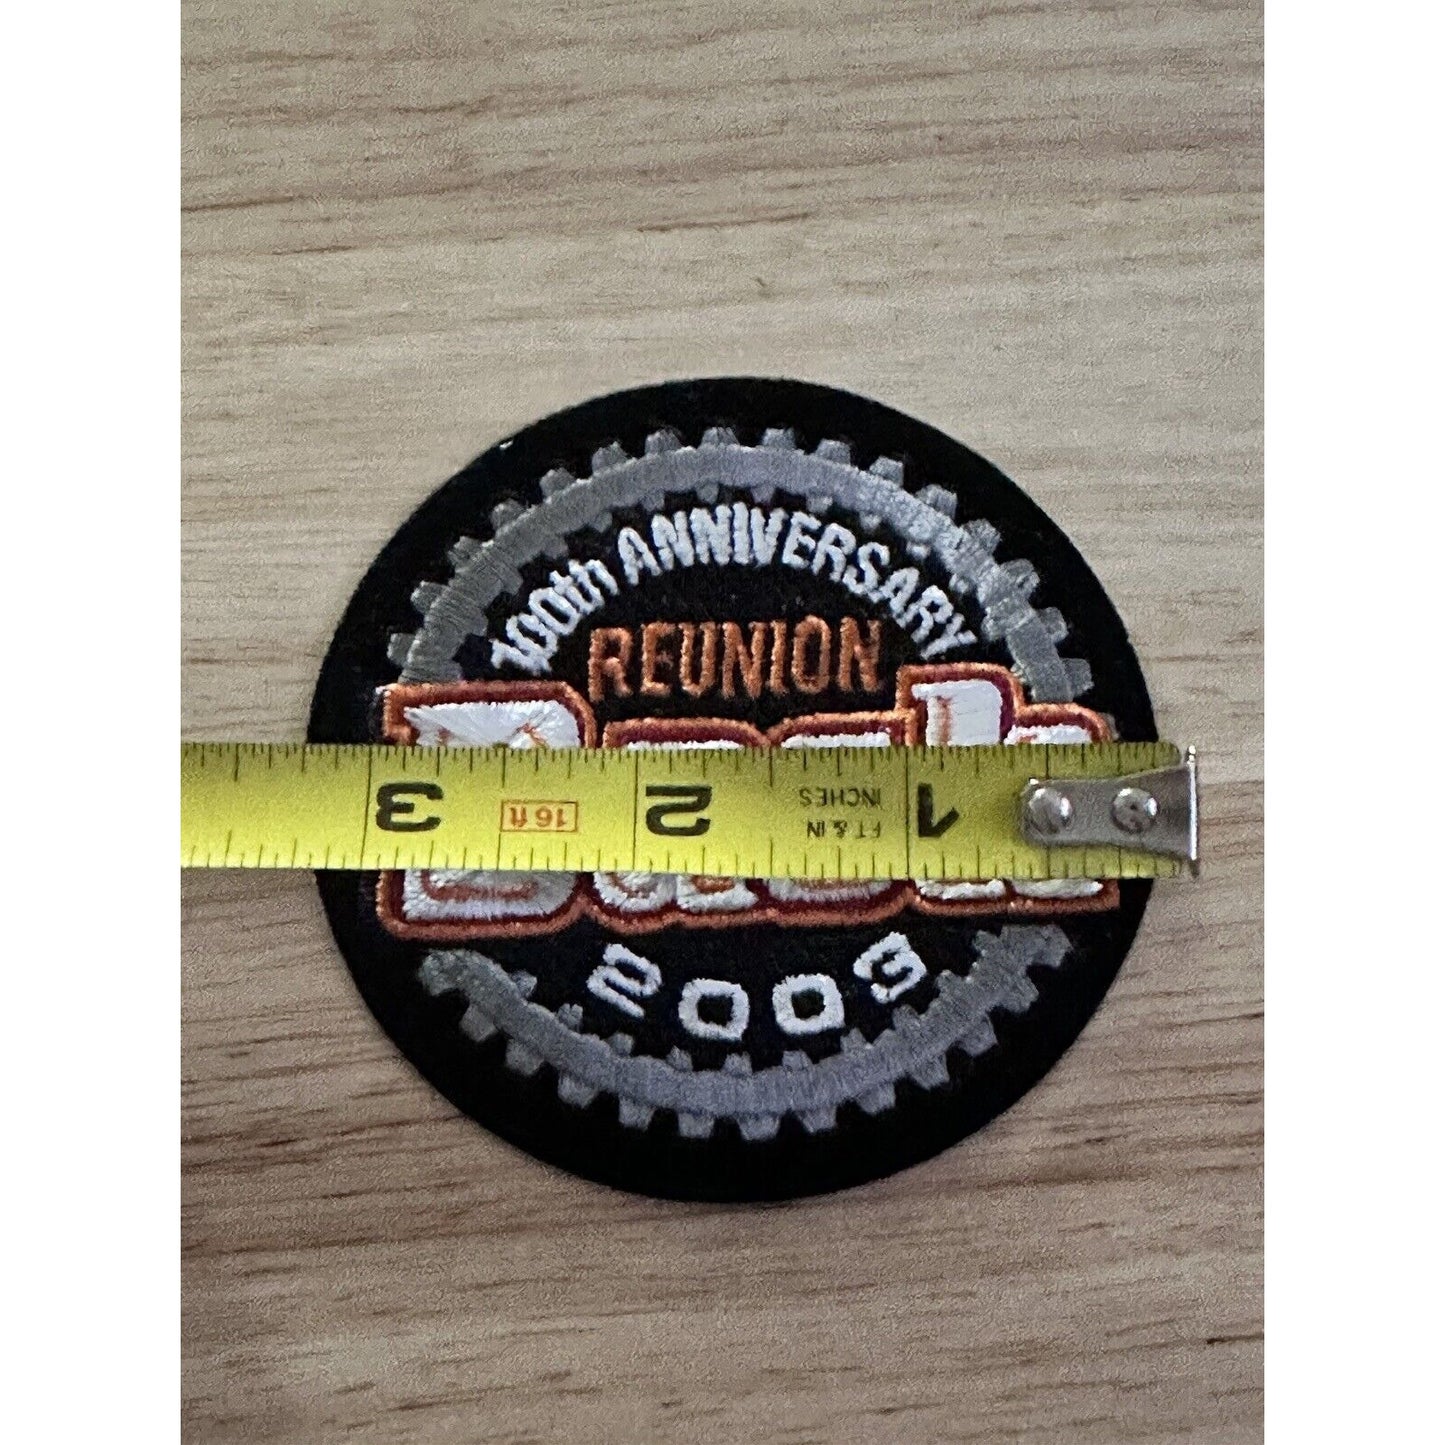 100th ANNIVERSARY
REUNION
3 16 ft 2 INCHES 1
FT & IN
2003